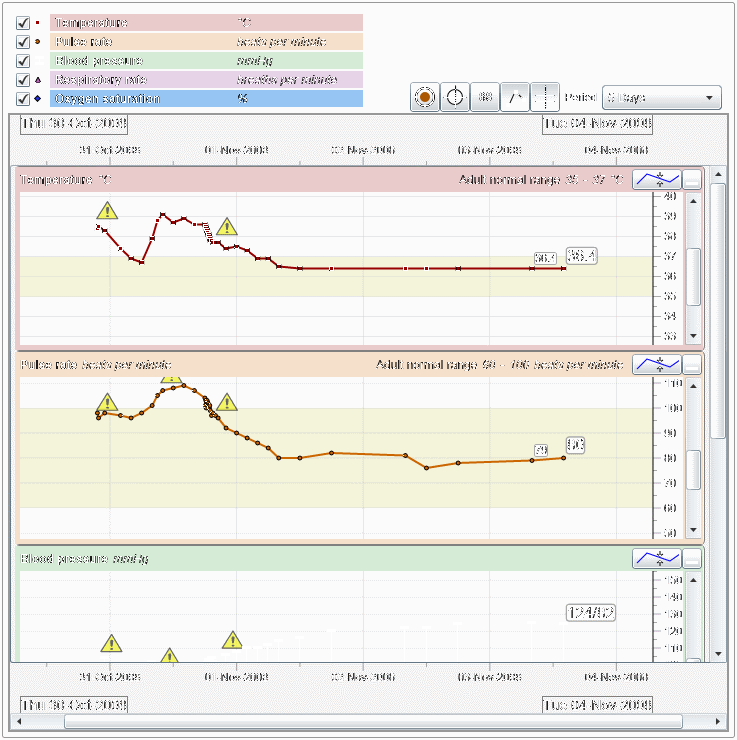 Temperature °C
Pulse rate beats per minute
Blood pressure mmHg
Respiratory rate breaths per minute
Oxygen saturation %
Period
Days
Thu 30-Oct-2008 Tue 04-Nov-2008
31-Oct-2008 01-Nov-2008 02-Nov-2008 03-Nov-2008 04-Nov-2008
Temperature °C Adult normal range 35 - 37 °C
40
39
38
37
36
35
34
33
36.4 36.4
Pulse rate beats per minute Adult normal range 60 - 100 beats per minute
110
100
90
80
70
60
50
79 80
Blood pressure mmHg
150
140
130
120
110
124/82
31-Oct-2008 01-Nov-2008 02-Nov-2008 03-Nov-2008 04-Nov-2008
Thu 30-Oct-2008 Tue 04-Nov-2008